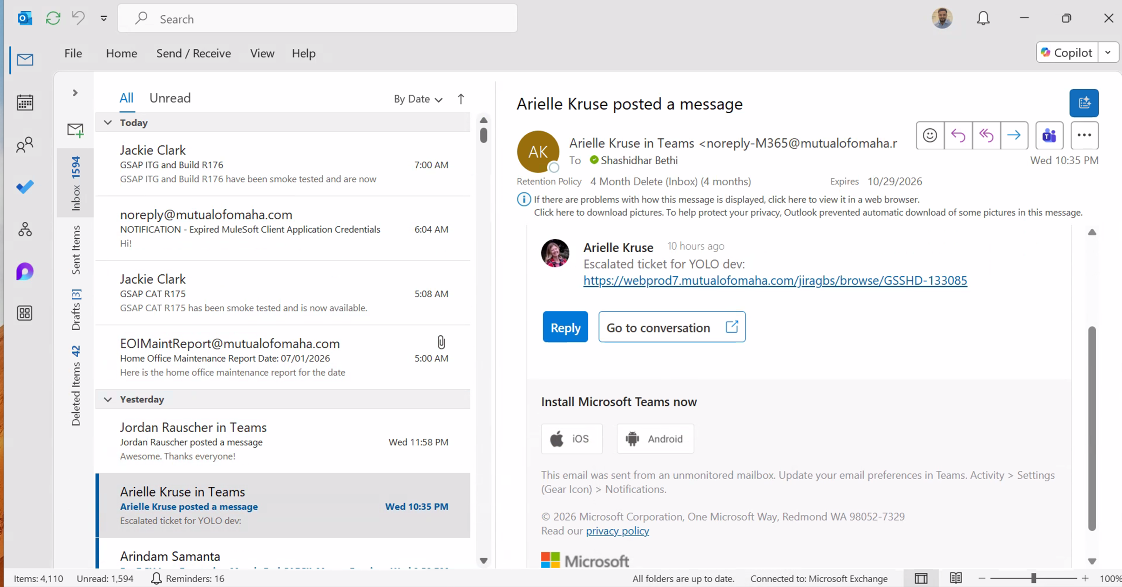 Search
File Home Send / Receive View Help
Copilot
All Unread By Date
Today
Jackie Clark
GSAP ITG and Build R176 7:00 AM
GSAP ITG and Build R176 have been smoke tested and are now
noreply@mutualofomaha.com
NOTIFICATION - Expired MuleSoft Client Application Credentials 6:04 AM
Hi!
Jackie Clark
GSAP CAT R175 5:08 AM
GSAP CAT R175 has been smoke tested and is now available.
EOIMaintReport@mutualofomaha.com
Home Office Maintenance Report Date: 07/01/2026 5:00 AM
Here is the home office maintenance report for the date
Yesterday
Jordan Rauscher in Teams
Jordan Rauscher posted a message Wed 11:58 PM
Awesome. Thanks everyone!
Arielle Kruse in Teams
Arielle Kruse posted a message Wed 10:35 PM
Escalated ticket for YOLO dev:
Arindam Samanta
Inbox 1594
Sent Items
Drafts [3]
Deleted Items 42
Arielle Kruse posted a message
AK
Arielle Kruse in Teams <noreply-M365@mutualofomaha.r
To Shashidhar Bethi
Wed 10:35 PM
Retention Policy 4 Month Delete (Inbox) (4 months) Expires 10/29/2026
If there are problems with how this message is displayed, click here to view it in a web browser.
Click here to download pictures. To help protect your privacy, Outlook prevented automatic download of some pictures in this message.
Arielle Kruse 10 hours ago
Escalated ticket for YOLO dev:
https://webprod7.mutualofomaha.com/jiragbs/browse/GSSHD-133085
Reply Go to conversation
Install Microsoft Teams now
iOS Android
This email was sent from an unmonitored mailbox. Update your email preferences in Teams. Activity > Settings
(Gear Icon) > Notifications.
© 2026 Microsoft Corporation, One Microsoft Way, Redmond WA 98052-7329
Read our privacy policy
Microsoft
Items: 4,110 Unread: 1,594 Reminders: 16 All folders are up to date. Connected to: Microsoft Exchange 100%